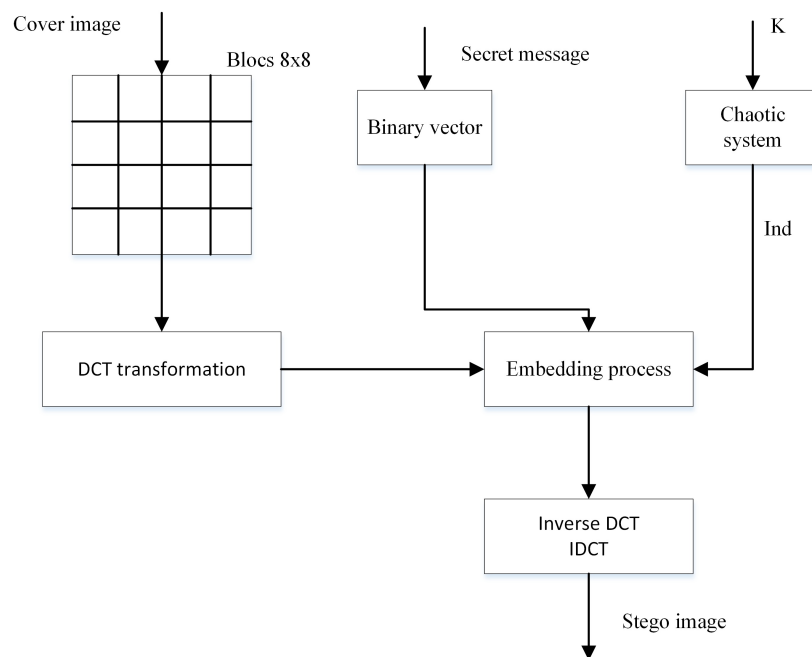 Cover image
Blocs 8x8
Secret message
K
Binary vector
Chaotic
system
Ind
DCT transformation
Embedding process
Inverse DCT
IDCT
Stego image